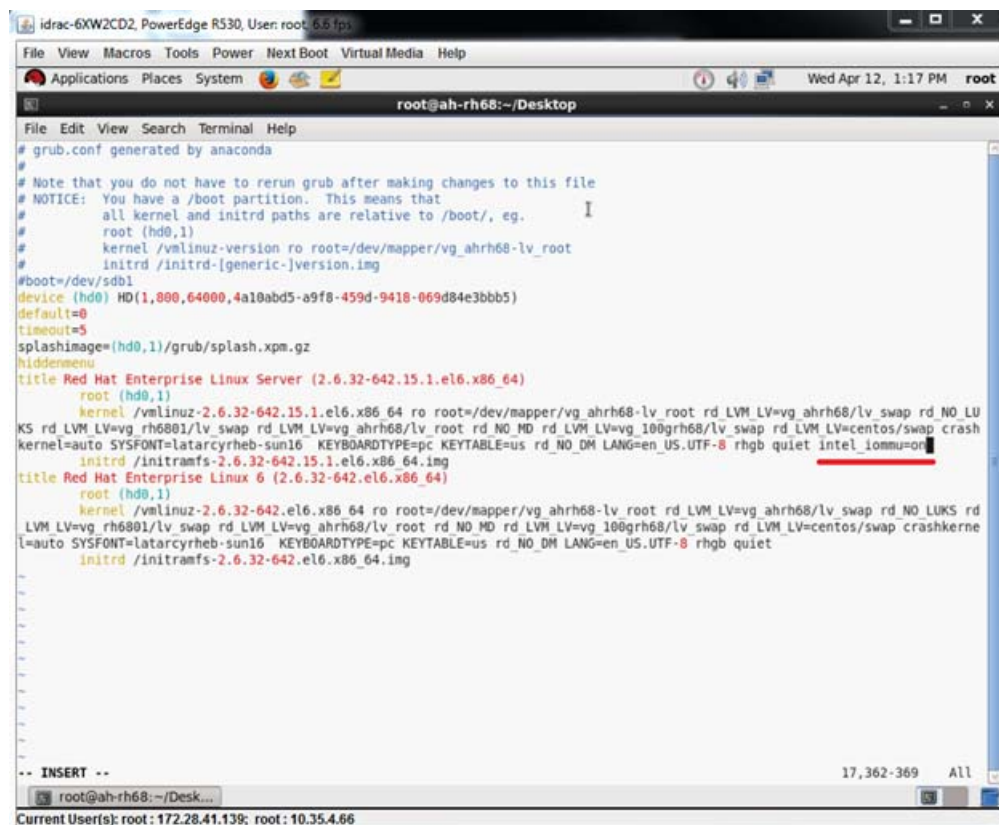 idrac-6XW2CD2, PowerEdge R530, User: root, 6.6 fps
File View Macros Tools Power Next Boot Virtual Media Help
Applications Places System Wed Apr 12, 1:17 PM root
root@ah-rh68:~/Desktop
File Edit View Search Terminal Help
# grub.conf generated by anaconda
#
# Note that you do not have to rerun grub after making changes to this file
# NOTICE:  You have a /boot partition.  This means that
#          all kernel and initrd paths are relative to /boot/, eg.
#          root (hd0,1)
#          kernel /vmlinuz-version ro root=/dev/mapper/vg_ahrh68-lv_root
#          initrd /initrd-[generic-]version.img
#boot=/dev/sdb1
device (hd0) HD(1,800,64000,4a10abd5-a9f8-459d-9418-069d84e3bbb5)
default=0
timeout=5
splashimage=(hd0,1)/grub/splash.xpm.gz
hiddenmenu
title Red Hat Enterprise Linux Server (2.6.32-642.15.1.el6.x86_64)
root (hd0,1)
kernel /vmlinuz-2.6.32-642.15.1.el6.x86_64 ro root=/dev/mapper/vg_ahrh68-lv_root rd_LVM_LV=vg_ahrh68/lv_swap rd_NO_LU
KS rd_LVM_LV=vg_rh6801/lv_swap rd_LVM_LV=vg_ahrh68/lv_root rd_NO_MD rd_LVM_LV=vg_100grh68/lv_swap rd_LVM_LV=centos/swap crash
kernel=auto SYSFONT=latarcyrheb-sun16  KEYBOARDTYPE=pc KEYTABLE=us rd_NO_DM LANG=en_US.UTF-8 rhgb quiet intel_iommu=on
initrd /initramfs-2.6.32-642.15.1.el6.x86_64.img
title Red Hat Enterprise Linux 6 (2.6.32-642.el6.x86_64)
root (hd0,1)
kernel /vmlinuz-2.6.32-642.el6.x86_64 ro root=/dev/mapper/vg_ahrh68-lv_root rd_LVM_LV=vg_ahrh68/lv_swap rd_NO_LUKS rd
_LVM_LV=vg_rh6801/lv_swap rd_LVM_LV=vg_ahrh68/lv_root rd_NO_MD rd_LVM_LV=vg_100grh68/lv_swap rd_LVM_LV=centos/swap crashkerne
l=auto SYSFONT=latarcyrheb-sun16  KEYBOARDTYPE=pc KEYTABLE=us rd_NO_DM LANG=en_US.UTF-8 rhgb quiet
initrd /initramfs-2.6.32-642.el6.x86_64.img
~
~
~
~
~
~
~
~
~
~
~
~
-- INSERT -- 17,362-369 All
root@ah-rh68:~/Desk...
Current User(s): root : 172.28.41.139; root : 10.35.4.66